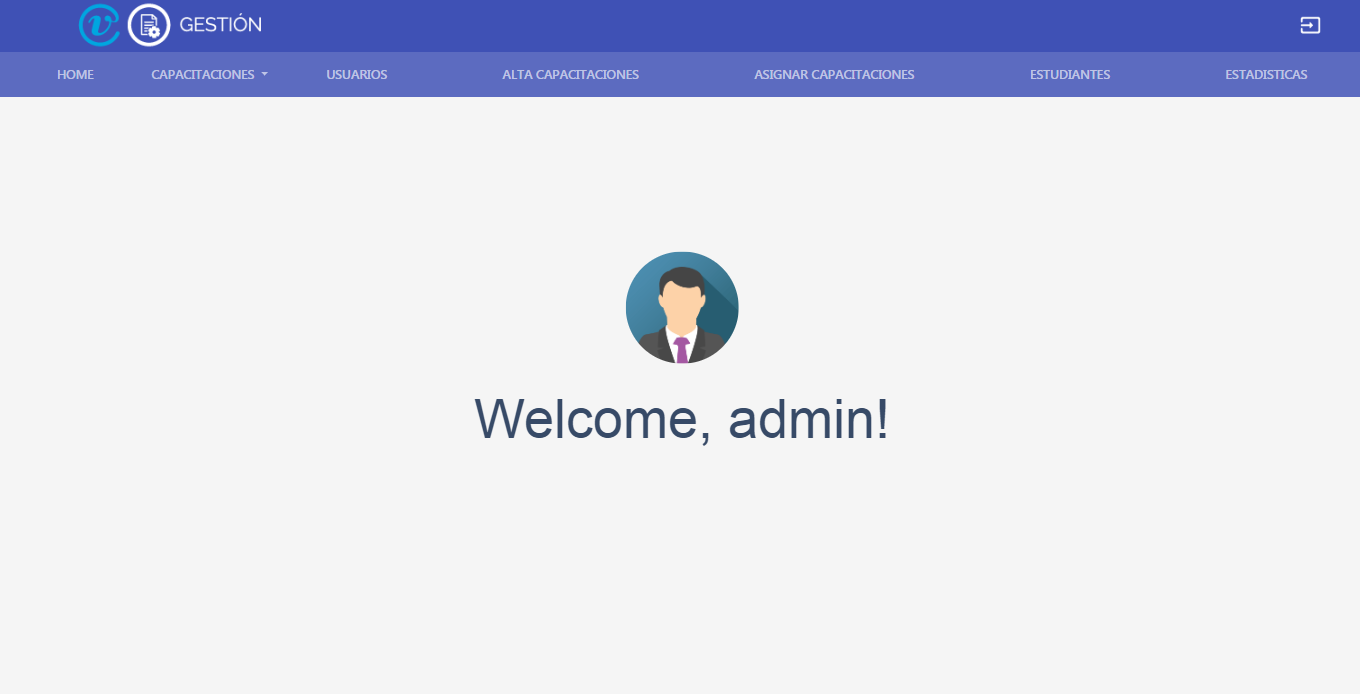 GESTIÓN
HOME CAPACITACIONES USUARIOS ALTA CAPACITACIONES ASIGNAR CAPACITACIONES ESTUDIANTES ESTADISTICAS
Welcome, admin!